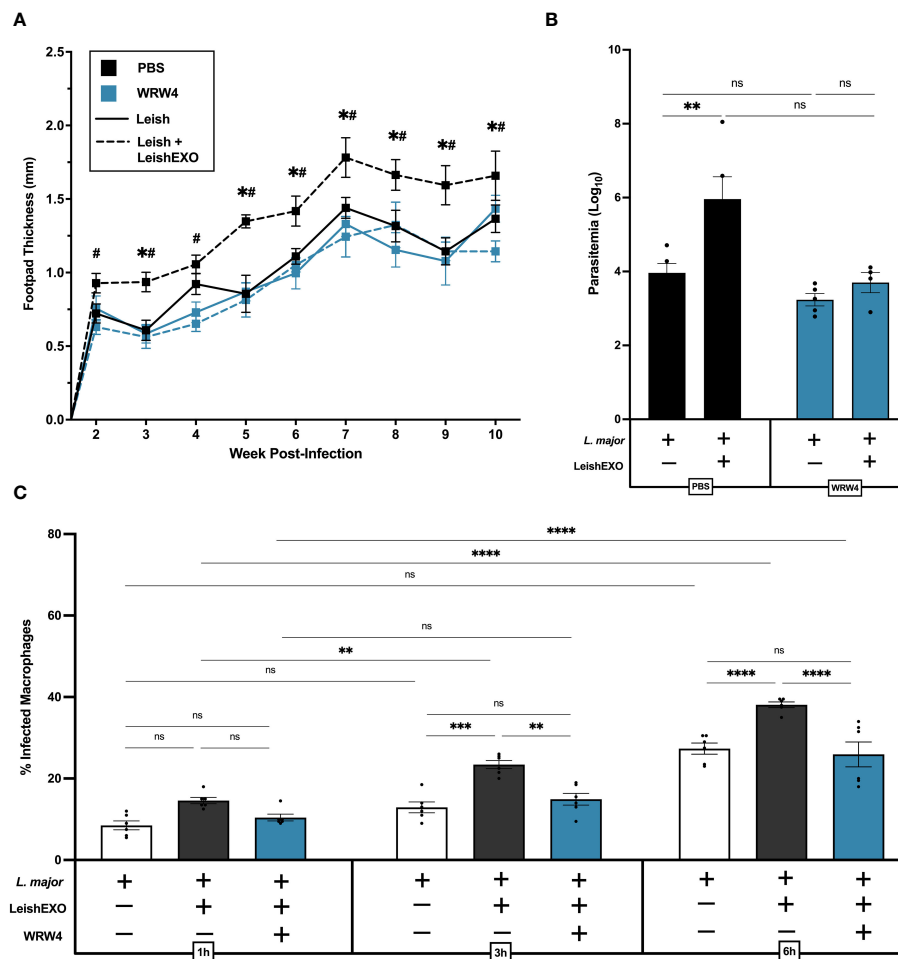 A
2.5
2.0
1.5
1.0
0.5
0.0
Footpad Thickness (mm)
PBS
WRW4
Leish
Leish +
LeishEXO
#
*#
#
*#
*#
*#
*#
*#
*#
2 3 4 5 6 7 8 9 10
Week Post-Infection
B
10
8
6
4
2
0
Parasitemia (Log10)
ns ns
** ns
L. major + + + +
LeishEXO — + — +
PBS WRW4
C
80
60
40
20
0
% Infected Macrophages
****
****
ns
ns
**
ns
ns
ns ns
ns
*** **
ns
**** ****
L. major + + + + + + + + +
LeishEXO — + + — + + — + +
WRW4 — — + — — + — — +
1h 3h 6h